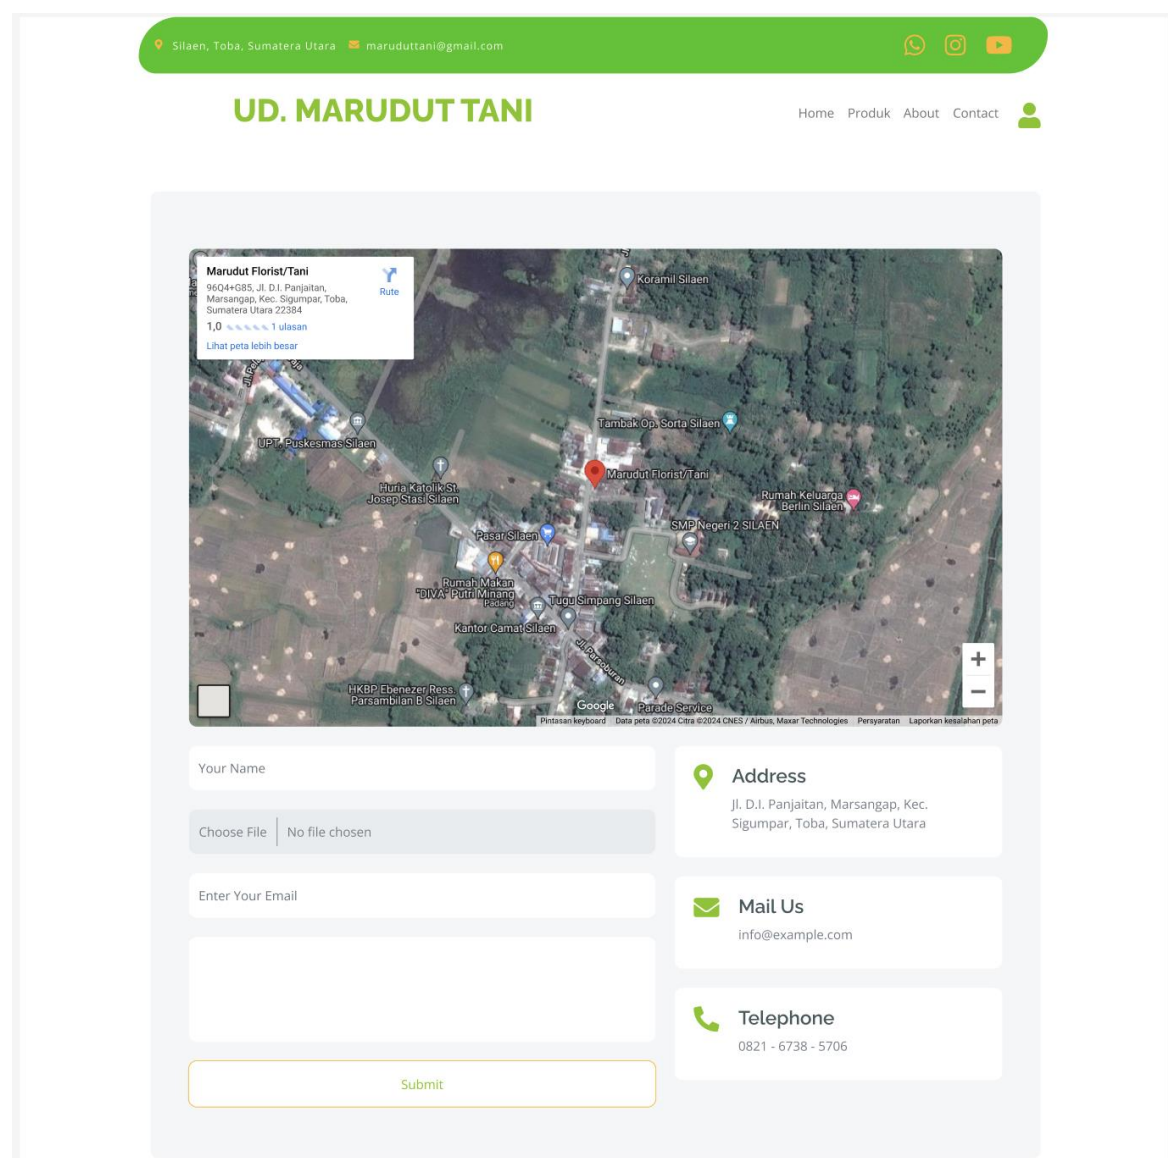 Silaen, Toba, Sumatera Utara maruduttani@gmail.com
UD. MARUDUT TANI
Home Produk About Contact
Marudut Florist/Tani
96Q4+G85, Jl. D.I. Panjaitan,
Marsangap, Kec. Sigumpar, Toba,
Sumatera Utara 22384
Rute
1,0 1 ulasan
Lihat peta lebih besar
Koramil Silaen
Tambak Op. Sorta Silaen
UPT. Puskesmas Silaen
Huria Katolik St.
Josep Stasi Silaen
Marudut Florist/Tani
Rumah Keluarga
Berlin Silaen
SMP Negeri 2 SILAEN
Pasar Silaen
Rumah Makan
"DIVA" Putri Minang
Padang
Tugu Simpang Silaen
Kantor Camat Silaen
Jl. Parsoburan
HKBP Ebenezer Ress.
Parsambilan B Silaen
Parade Service
Google
Pintasan keyboard Data peta ©2024 Citra ©2024 CNES / Airbus, Maxar Technologies Persyaratan Laporkan kesalahan peta
Your Name
Choose File No file chosen
Enter Your Email
Submit
Address
Jl. D.I. Panjaitan, Marsangap, Kec.
Sigumpar, Toba, Sumatera Utara
Mail Us
info@example.com
Telephone
0821 - 6738 - 5706